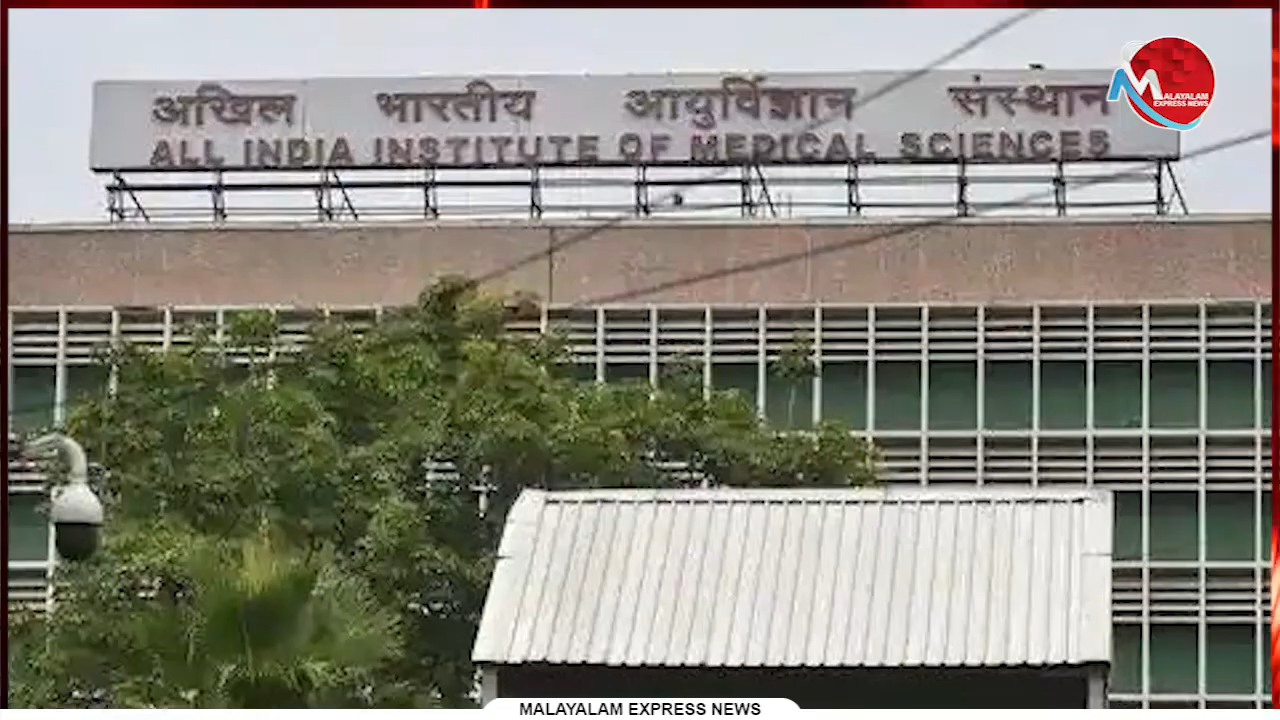 अखिल भारतीय आयुर्विज्ञान संस्थान
ALL INDIA INSTITUTE OF MEDICAL SCIENCES
MALAYALAM
EXPRESS NEWS
MALAYALAM EXPRESS NEWS